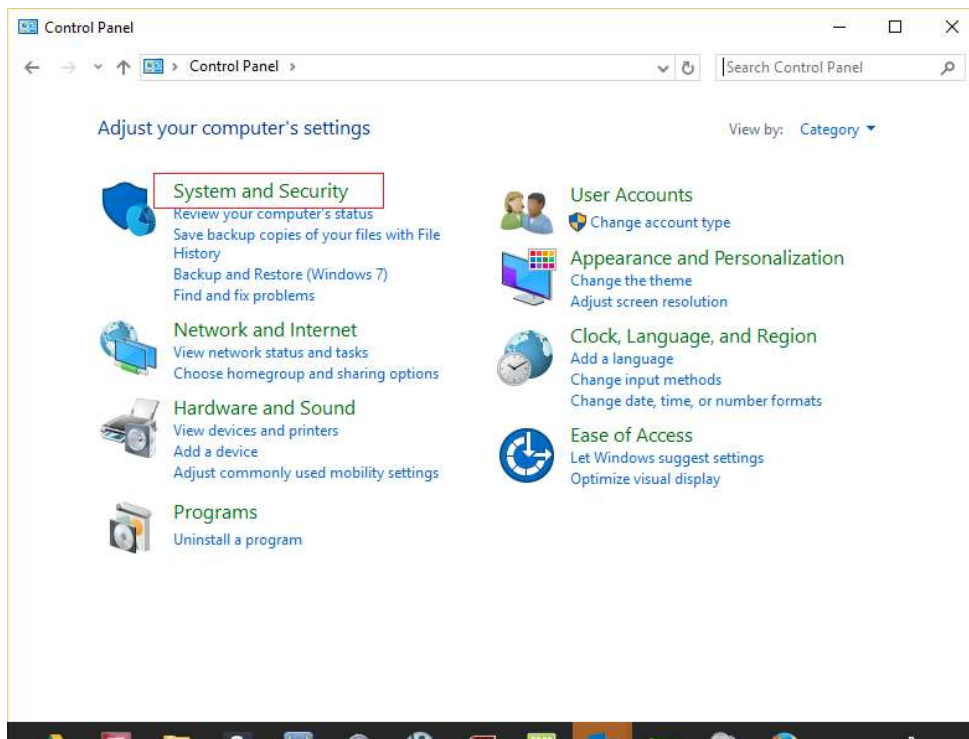 Control Panel
Control Panel
Search Control Panel
Adjust your computer's settings
View by: Category
System and Security
Review your computer's status
Save backup copies of your files with File
History
Backup and Restore (Windows 7)
Find and fix problems
Network and Internet
View network status and tasks
Choose homegroup and sharing options
Hardware and Sound
View devices and printers
Add a device
Adjust commonly used mobility settings
Programs
Uninstall a program
User Accounts
Change account type
Appearance and Personalization
Change the theme
Adjust screen resolution
Clock, Language, and Region
Add a language
Change input methods
Change date, time, or number formats
Ease of Access
Let Windows suggest settings
Optimize visual display